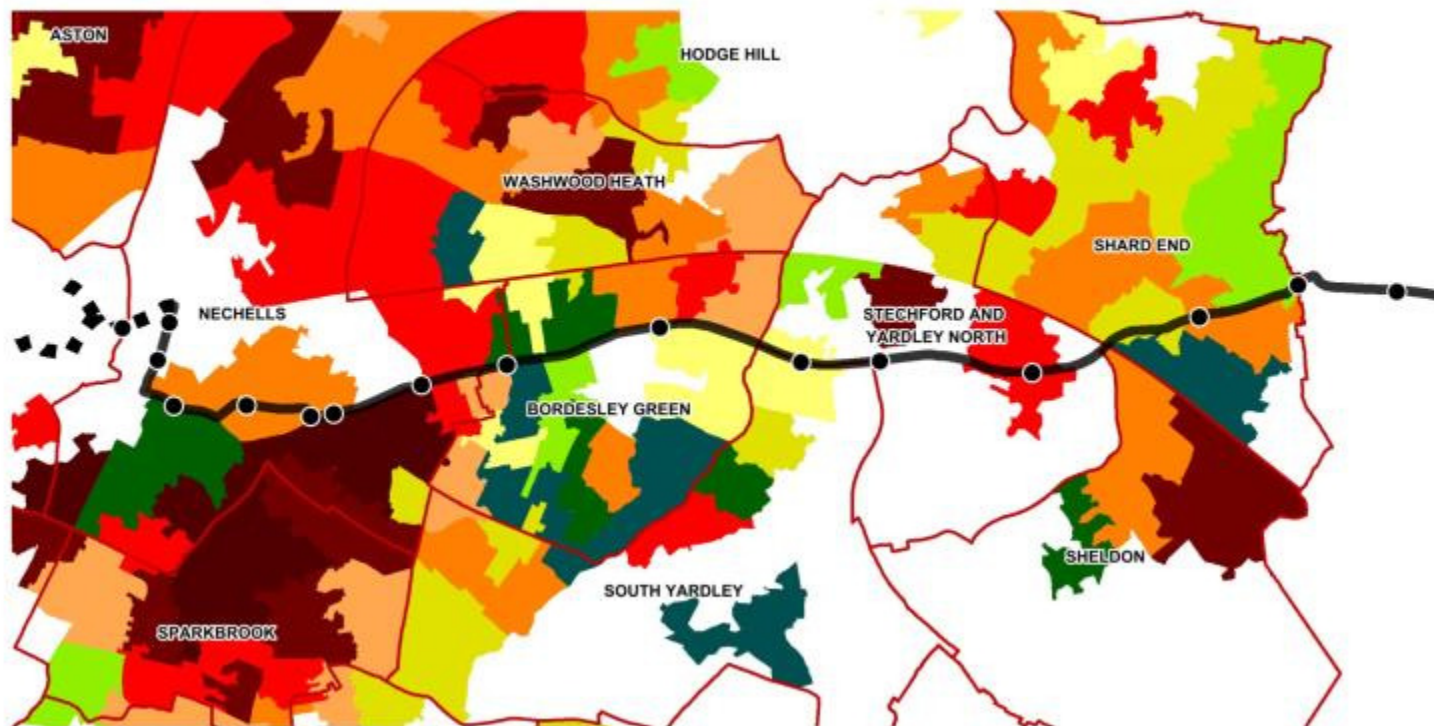 ASTON
HODGE HILL
WASHWOOD HEATH
SHARD END
NECHELLS
STECHFORD AND
YARDLEY NORTH
BORDESLEY GREEN
SHELDON
SOUTH YARDLEY
SPARKBROOK